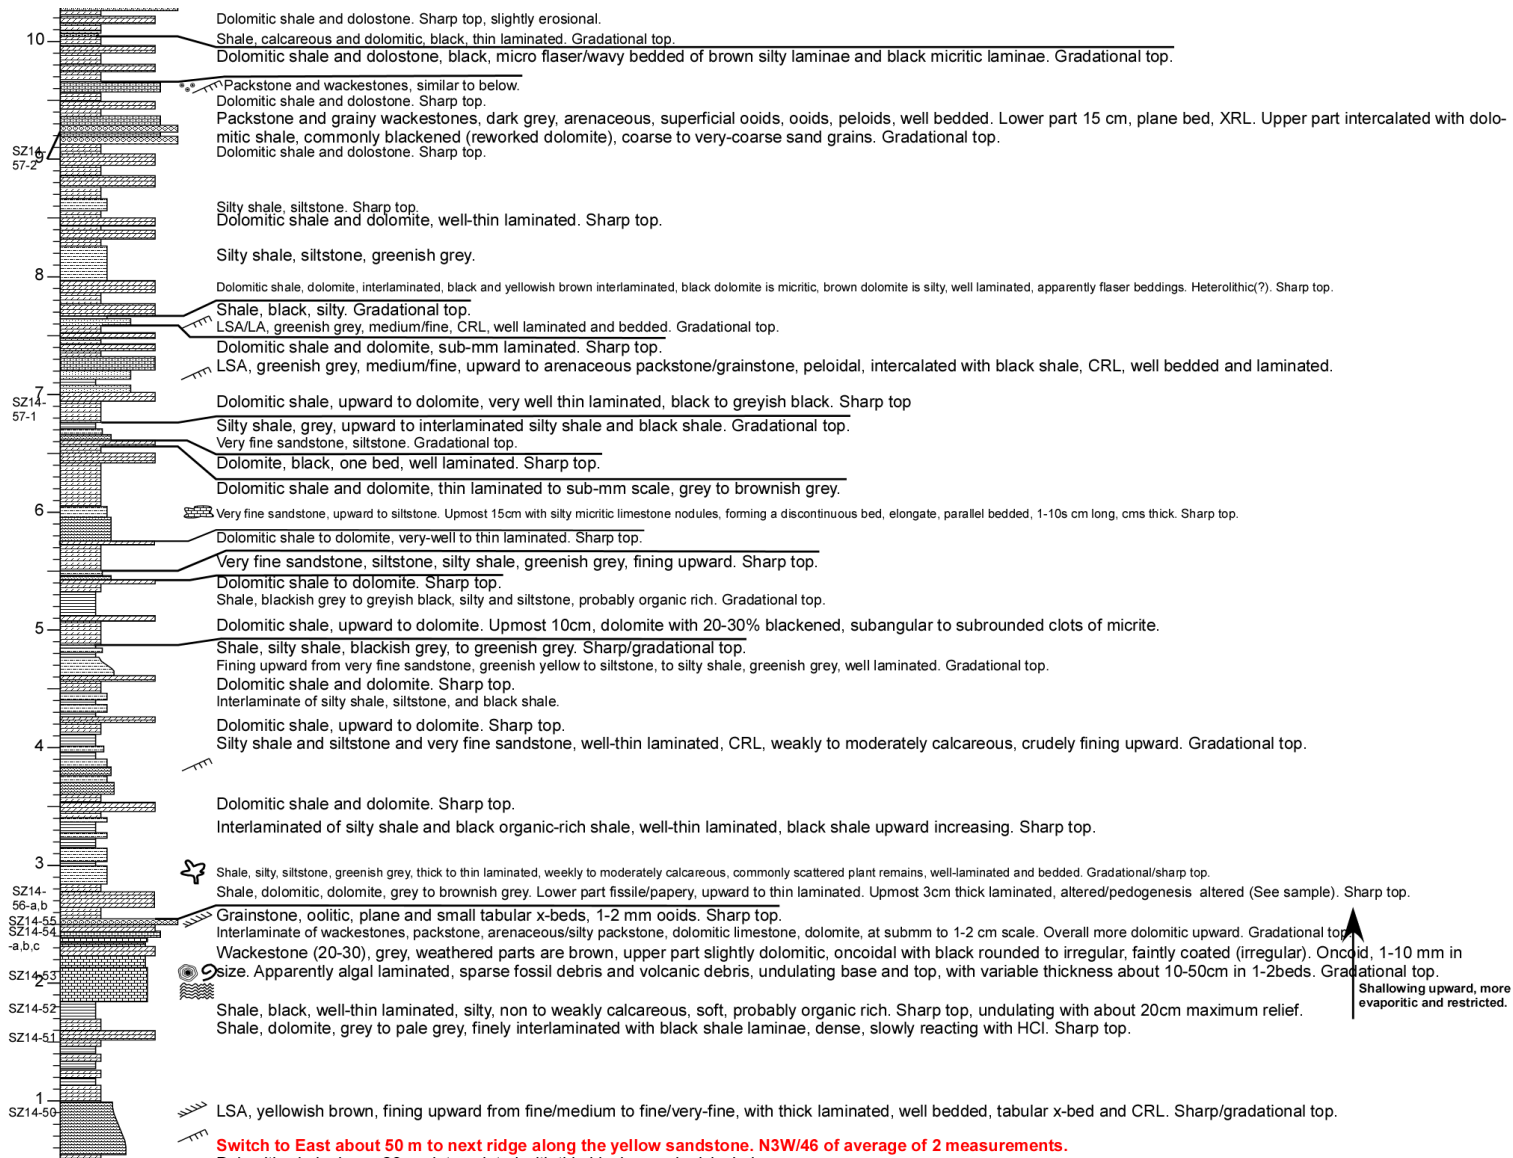 Dolomitic shale and dolostone. Sharp top, slightly erosional.
10
Shale, calcareous and dolomitic, black, thin laminated. Gradational top.
Dolomitic shale and dolostone, black, micro flaser/wavy bedded of brown silty laminae and black micritic laminae. Gradational top.
Packstone and wackestones, similar to below.
Dolomitic shale and dolostone. Sharp top.
Packstone and grainy wackestones, dark grey, arenaceous, superficial ooids, ooids, peloids, well bedded. Lower part 15 cm, plane bed, XRL. Upper part intercalated with dolo-
mitic shale, commonly blackened (reworked dolomite), coarse to very-coarse sand grains. Gradational top.
SZ14-
57-2
9
Dolomitic shale and dolostone. Sharp top.
Silty shale, siltstone. Sharp top.
Dolomitic shale and dolomite, well-thin laminated. Sharp top.
Silty shale, siltstone, greenish grey.
8
Dolomitic shale, dolomite, interlaminated, black and yellowish brown interlaminated, black dolomite is micritic, brown dolomite is silty, well laminated, apparently flaser beddings. Heterolithic(?). Sharp top.
Shale, black, silty. Gradational top.
LSA/LA, greenish grey, medium/fine, CRL, well laminated and bedded. Gradational top.
Dolomitic shale and dolomite, sub-mm laminated. Sharp top.
LSA, greenish grey, medium/fine, upward to arenaceous packstone/grainstone, peloidal, intercalated with black shale, CRL, well bedded and laminated.
7
SZ14-
57-1
Dolomitic shale, upward to dolomite, very well thin laminated, black to greyish black. Sharp top
Silty shale, grey, upward to interlaminated silty shale and black shale. Gradational top.
Very fine sandstone, siltstone. Gradational top.
Dolomite, black, one bed, well laminated. Sharp top.
Dolomitic shale and dolomite, thin laminated to sub-mm scale, grey to brownish grey.
6
Very fine sandstone, upward to siltstone. Upmost 15cm with silty micritic limestone nodules, forming a discontinuous bed, elongate, parallel bedded, 1-10s cm long, cms thick. Sharp top.
Dolomitic shale to dolomite, very-well to thin laminated. Sharp top.
Very fine sandstone, siltstone, silty shale, greenish grey, fining upward. Sharp top.
Dolomitic shale to dolomite. Sharp top.
Shale, blackish grey to greyish black, silty and siltstone, probably organic rich. Gradational top.
5
Dolomitic shale, upward to dolomite. Upmost 10cm, dolomite with 20-30% blackened, subangular to subrounded clots of micrite.
Shale, silty shale, blackish grey, to greenish grey. Sharp/gradational top.
Fining upward from very fine sandstone, greenish yellow to siltstone, to silty shale, greenish grey, well laminated. Gradational top.
Dolomitic shale and dolomite. Sharp top.
Interlaminate of silty shale, siltstone, and black shale.
Dolomitic shale, upward to dolomite. Sharp top.
4
Silty shale and siltstone and very fine sandstone, well-thin laminated, CRL, weakly to moderately calcareous, crudely fining upward. Gradational top.
Dolomitic shale and dolomite. Sharp top.
Interlaminated of silty shale and black organic-rich shale, well-thin laminated, black shale upward increasing. Sharp top.
3
Shale, silty, siltstone, greenish grey, thick to thin laminated, weekly to moderately calcareous, commonly scattered plant remains, well-laminated and bedded. Gradational/sharp top.
SZ14-
56-a,b
Shale, dolomitic, dolomite, grey to brownish grey. Lower part fissile/papery, upward to thin laminated. Upmost 3cm thick laminated, altered/pedogenesis  altered (See sample). Sharp top.
SZ14-55
Grainstone, oolitic, plane and small tabular x-beds, 1-2 mm ooids. Sharp top.
SZ14-54
-a,b,c
Interlaminate of wackestones, packstone, arenaceous/silty packstone, dolomitic limestone, dolomite, at submm to 1-2 cm scale. Overall more dolomitic upward. Gradational top.
Wackestone (20-30), grey, weathered parts are brown, upper part slightly dolomitic, oncoidal with black rounded to irregular, faintly coated (irregular). Oncoid, 1-10 mm in
SZ14-53
2
size. Apparently algal laminated, sparse fossil debris and volcanic debris, undulating base and top, with variable thickness about 10-50cm in 1-2beds. Gradational top.
Shallowing upward, more
evaporitic and restricted.
SZ14-52
Shale, black, well-thin laminated, silty, non to weakly calcareous, soft, probably organic rich. Sharp top, undulating with about 20cm maximum relief.
Shale, dolomite, grey to pale grey, finely interlaminated with black shale laminae, dense, slowly reacting with HCl. Sharp top.
SZ14-51
1
SZ14-50
LSA, yellowish brown, fining upward from fine/medium to fine/very-fine, with thick laminated, well bedded, tabular x-bed and CRL. Sharp/gradational top.
Switch to East about 50 m to next ridge along the yellow sandstone. N3W/46 of average of 2 measurements.